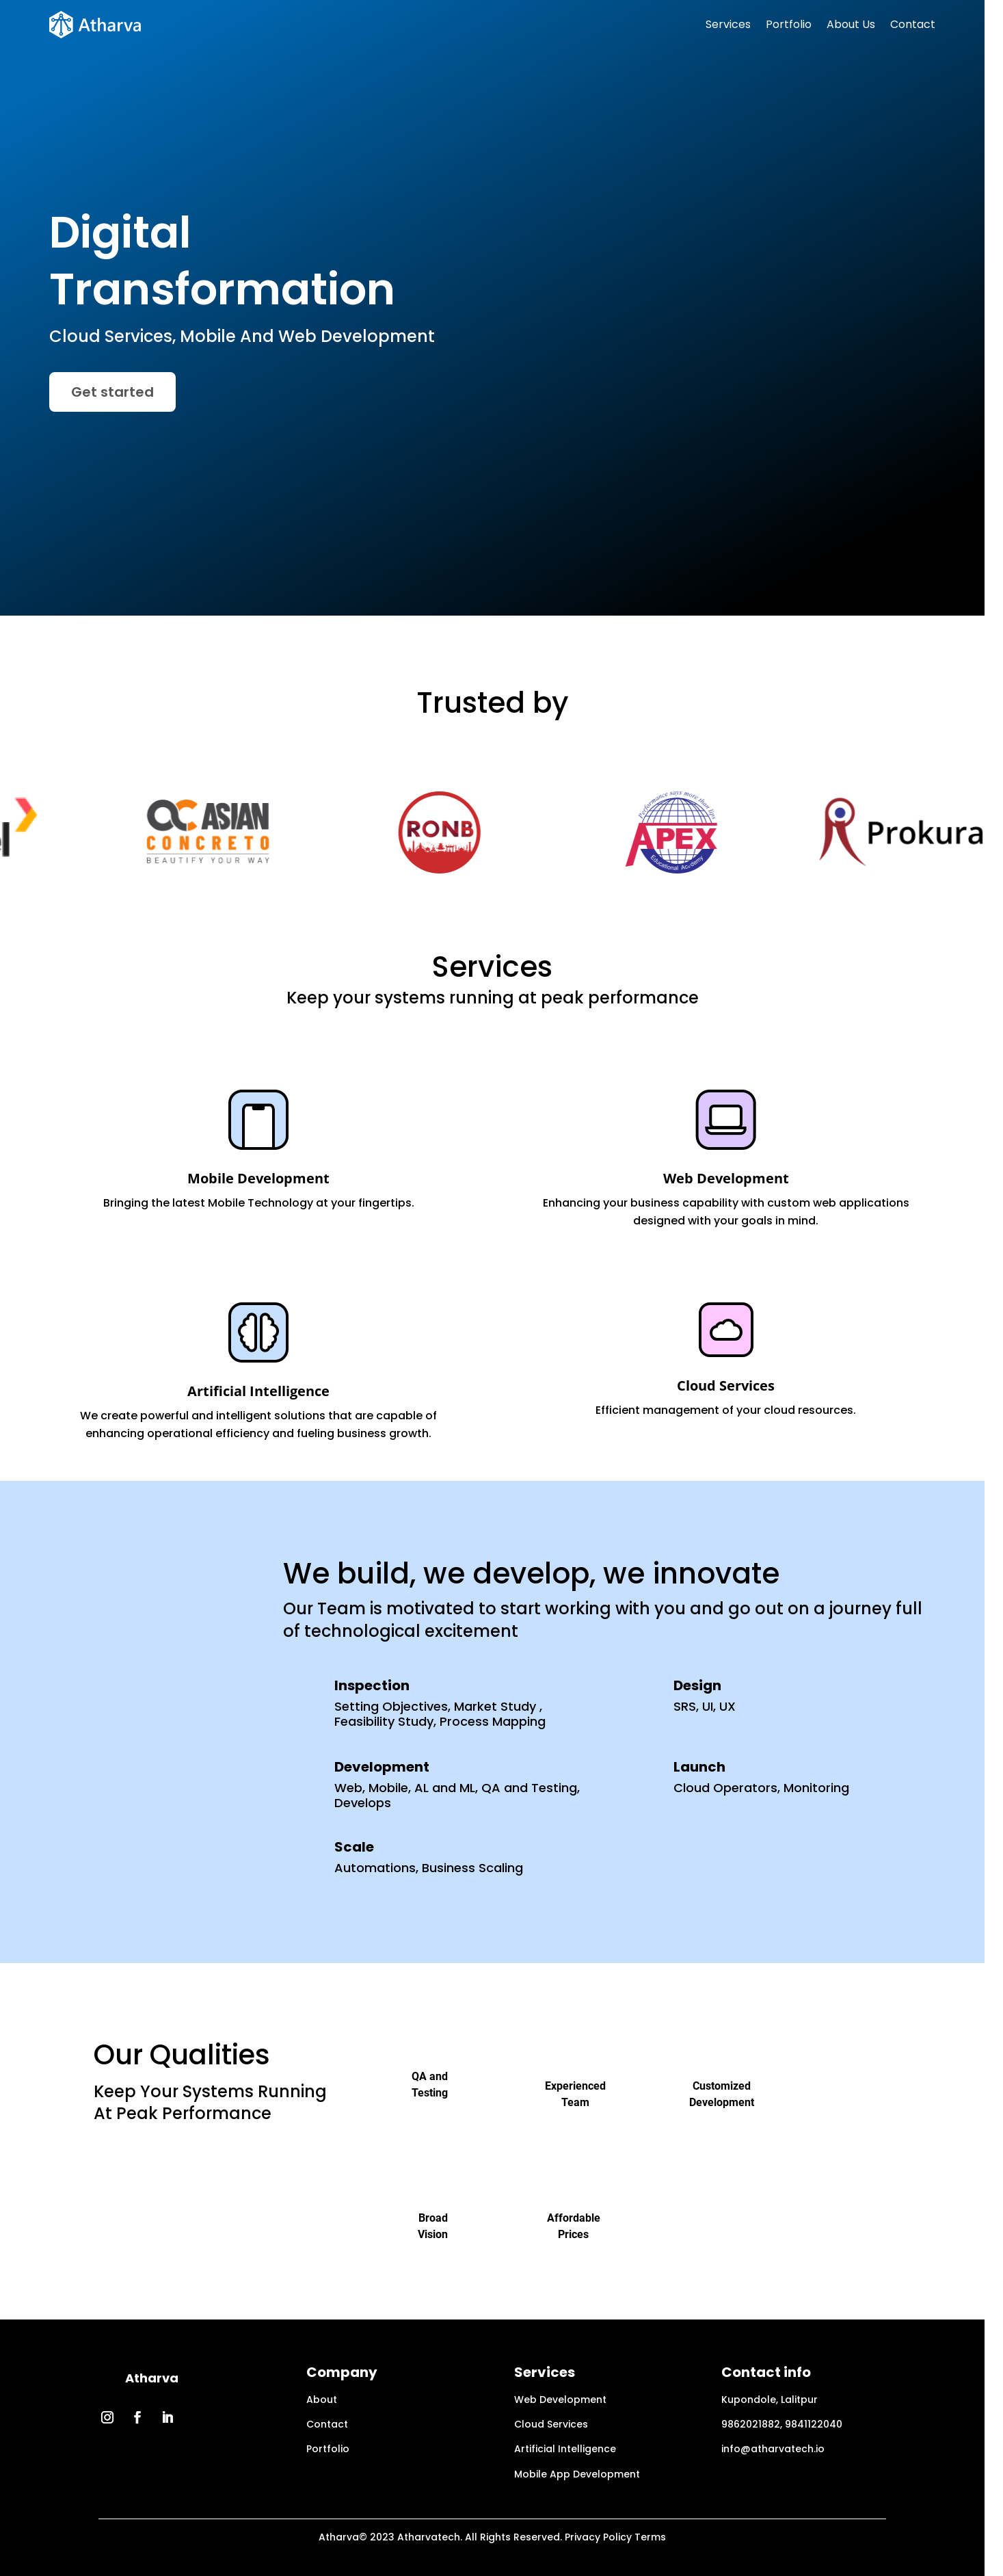 Atharva
Services Portfolio About Us Contact
Digital
Transformation
Cloud Services, Mobile And Web Development
Get started
Trusted by
ASIAN
CONCRETO
BEAUTIFY YOUR WAY
RONB
Performance says more than lips
APEX
Educational Academy
Prokura
Services
Keep your systems running at peak performance
Mobile Development
Bringing the latest Mobile Technology at your fingertips.
Web Development
Enhancing your business capability with custom web applications
designed with your goals in mind.
Artificial Intelligence
We create powerful and intelligent solutions that are capable of
enhancing operational efficiency and fueling business growth.
Cloud Services
Efficient management of your cloud resources.
We build, we develop, we innovate
Our Team is motivated to start working with you and go out on a journey full
of technological excitement
Inspection
Setting Objectives, Market Study ,
Feasibility Study, Process Mapping
Design
SRS, UI, UX
Development
Web, Mobile, AL and ML, QA and Testing,
Develops
Launch
Cloud Operators, Monitoring
Scale
Automations, Business Scaling
Our Qualities
Keep Your Systems Running
At Peak Performance
QA and
Testing
Experienced
Team
Customized
Development
Broad
Vision
Affordable
Prices
Atharva
Company
About
Contact
Portfolio
Services
Web Development
Cloud Services
Artificial Intelligence
Mobile App Development
Contact info
Kupondole, Lalitpur
9862021882, 9841122040
info@atharvatech.io
Atharva© 2023 Atharvatech. All Rights Reserved. Privacy Policy Terms